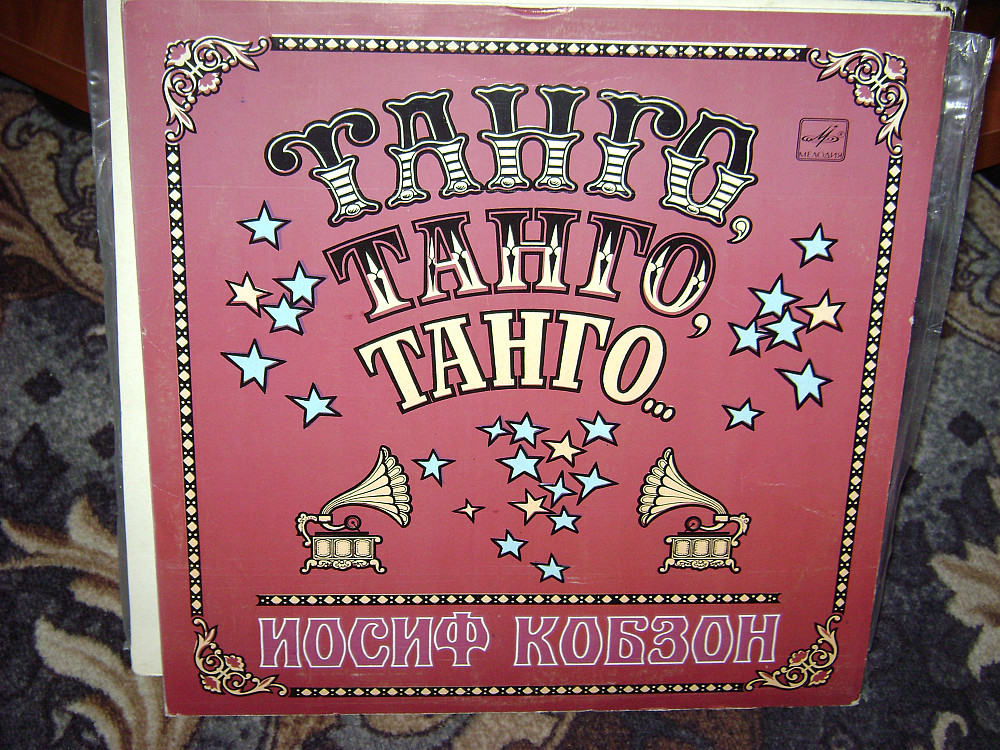 ТАНГО,
МЕЛОДИЯ
ТАНГО,
ТАНГО...
ИОСИФ КОБЗОН